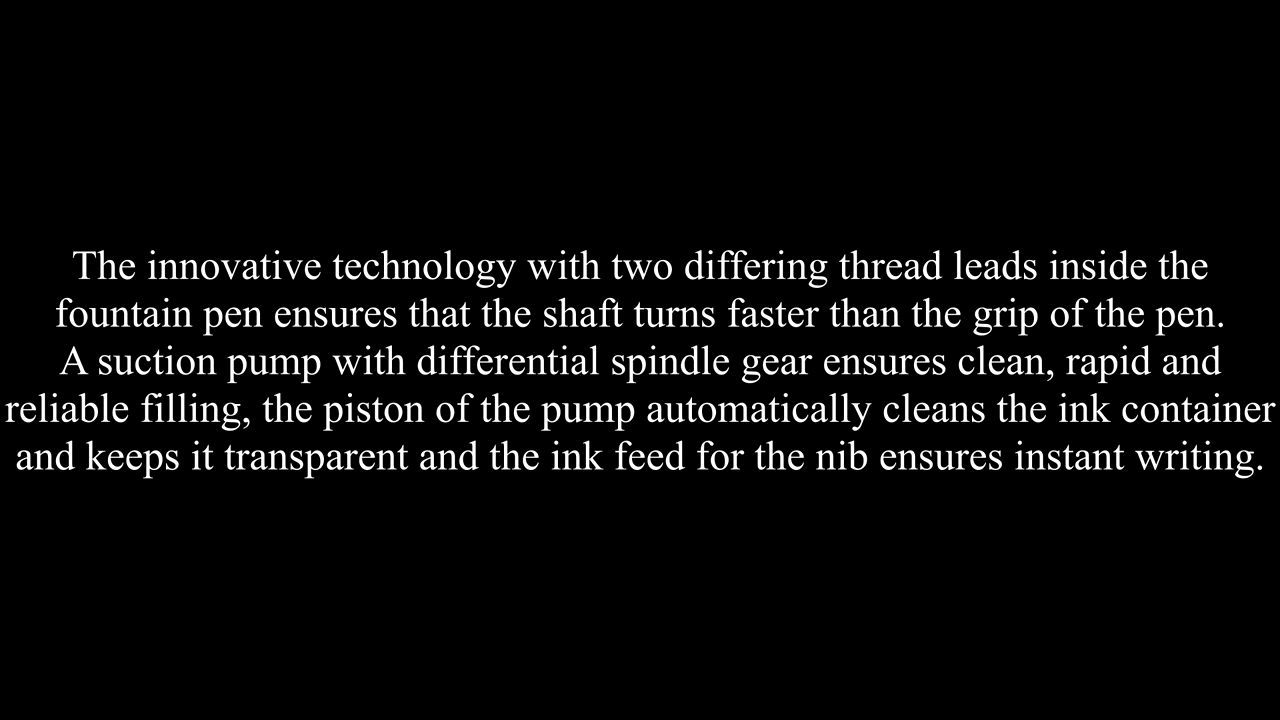 The innovative technology with two differing thread leads inside the
fountain pen ensures that the shaft turns faster than the grip of the pen.
A suction pump with differential spindle gear ensures clean, rapid and
reliable filling, the piston of the pump automatically cleans the ink container
and keeps it transparent and the ink feed for the nib ensures instant writing.